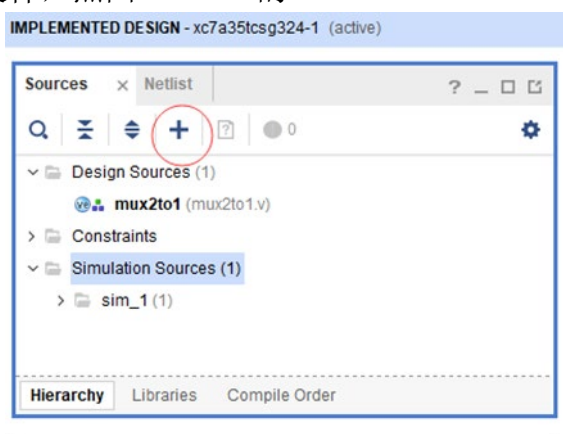 IMPLEMENTED DESIGN - xc7a35tcsg324-1 (active)
Sources × Netlist ? _
0
Design Sources (1)
mux2to1 (mux2to1.v)
Constraints
Simulation Sources (1)
sim_1 (1)
Hierarchy Libraries Compile Order